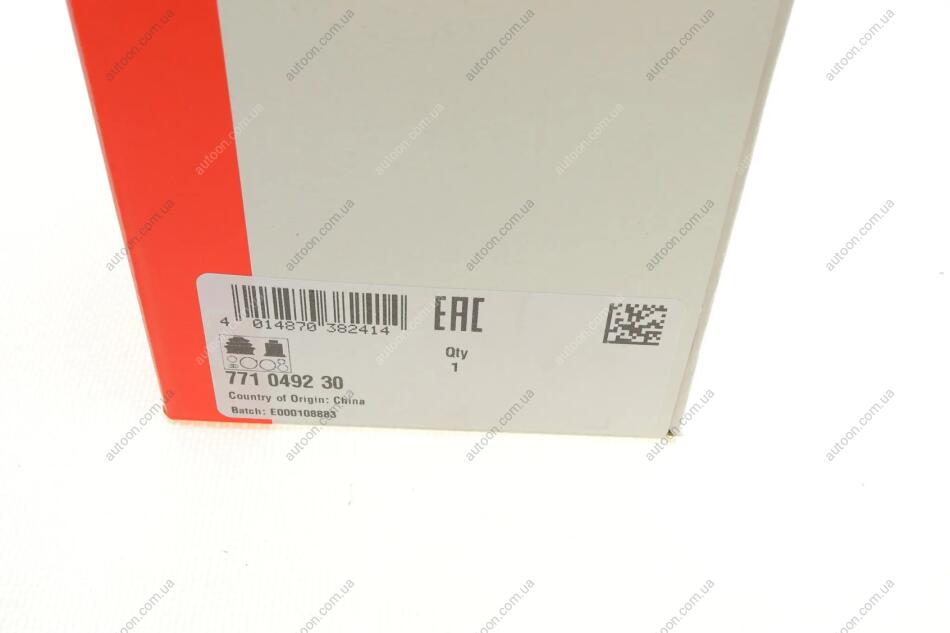 4 014870 382414
EAC
Qty
1
771 0492 30
Country of Origin: China
Batch: E000108883
autoon.com.ua